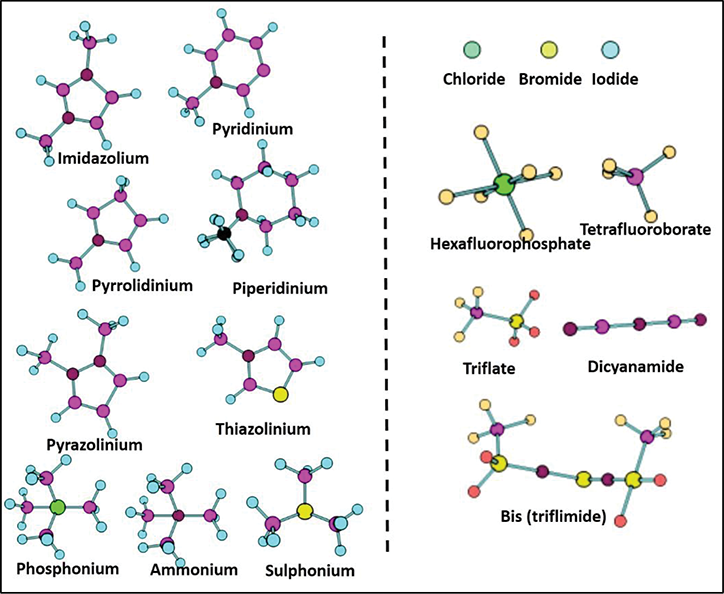 Imidazolium
Pyridinium
Pyrrolidinium
Piperidinium
Pyrazolinium
Thiazolinium
Phosphonium
Ammonium
Sulphonium
Chloride
Bromide
Iodide
Hexafluorophosphate
Tetrafluoroborate
Triflate
Dicyanamide
Bis (triflimide)